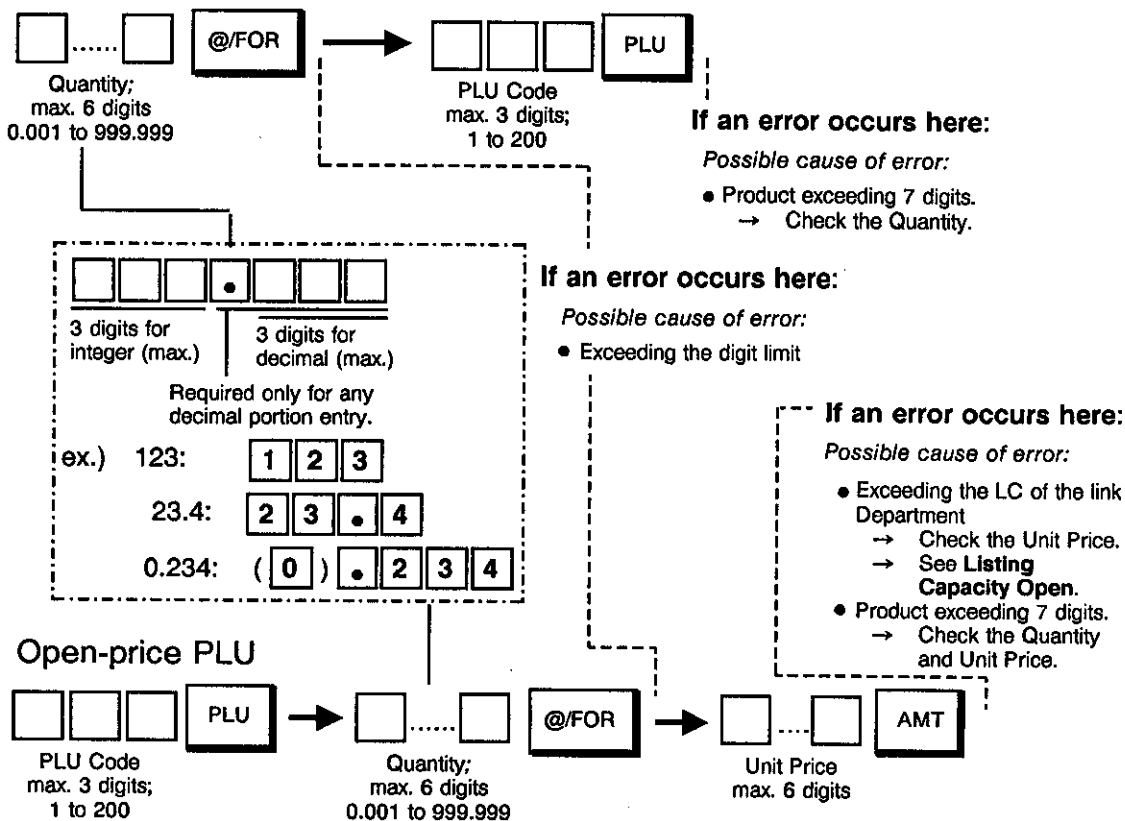 @/FOR
PLU
Quantity;
max. 6 digits
0.001 to 999.999
PLU Code
max. 3 digits;
1 to 200
If an error occurs here:
Possible cause of error:
• Product exceeding 7 digits.
→ Check the Quantity.
.
3 digits for
integer (max.)
3 digits for
decimal (max.)
Required only for any
decimal portion entry.
ex.) 123: 1 2 3
23.4: 2 3 . 4
0.234: ( 0 ) . 2 3 4
If an error occurs here:
Possible cause of error:
• Exceeding the digit limit
If an error occurs here:
Possible cause of error:
• Exceeding the LC of the link
Department
→ Check the Unit Price.
→ See Listing
Capacity Open.
• Product exceeding 7 digits.
→ Check the Quantity
and Unit Price.
Open-price PLU
PLU
@/FOR
AMT
PLU Code
max. 3 digits;
1 to 200
Quantity;
max. 6 digits
0.001 to 999.999
Unit Price
max. 6 digits